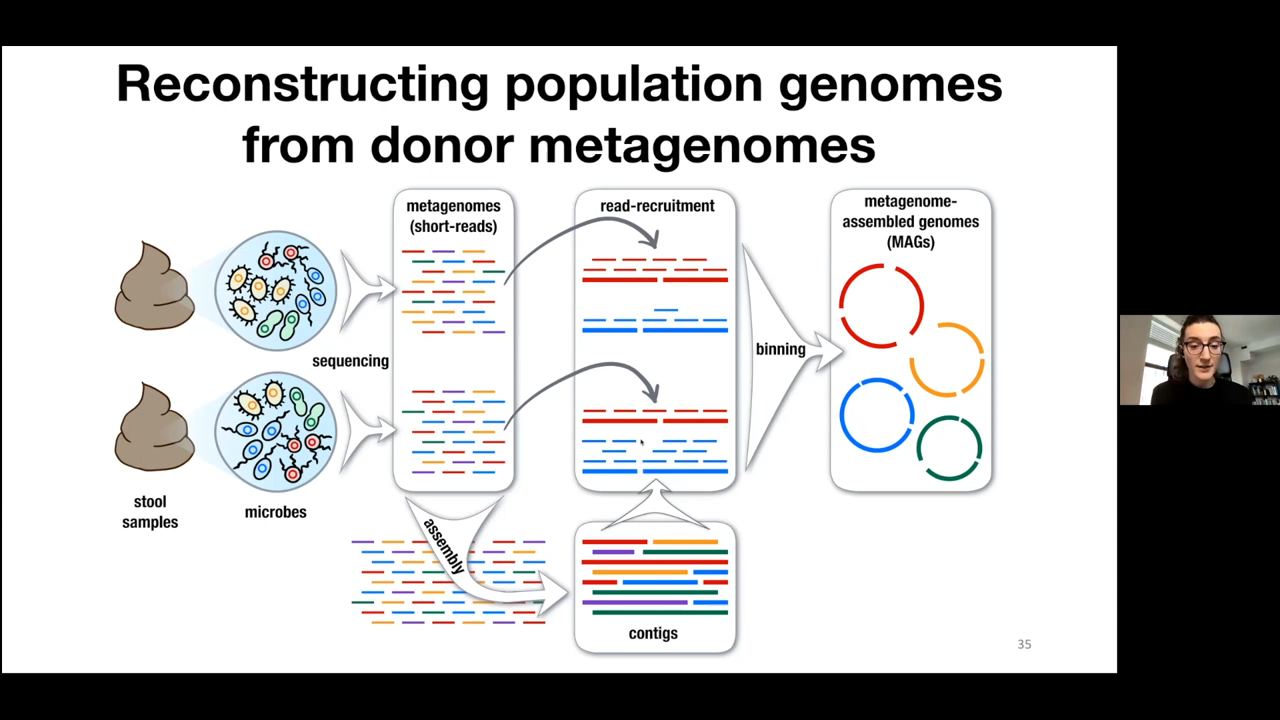 Reconstructing population genomes
from donor metagenomes
metagenomes
(short-reads)
read-recruitment
metagenome-
assembled genomes
(MAGs)
sequencing
binning
stool
samples
microbes
assembly
contigs
35